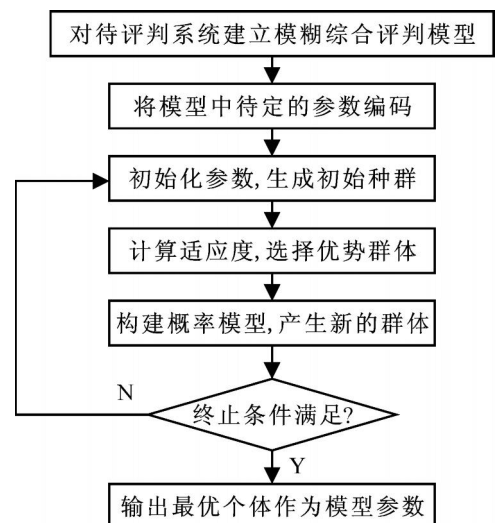 对待评判系统建立模糊综合评判模型
将模型中待定的参数编码
初始化参数,生成初始种群
计算适应度,选择优势群体
构建概率模型,产生新的群体
N
终止条件满足?
Y
输出最优个体作为模型参数